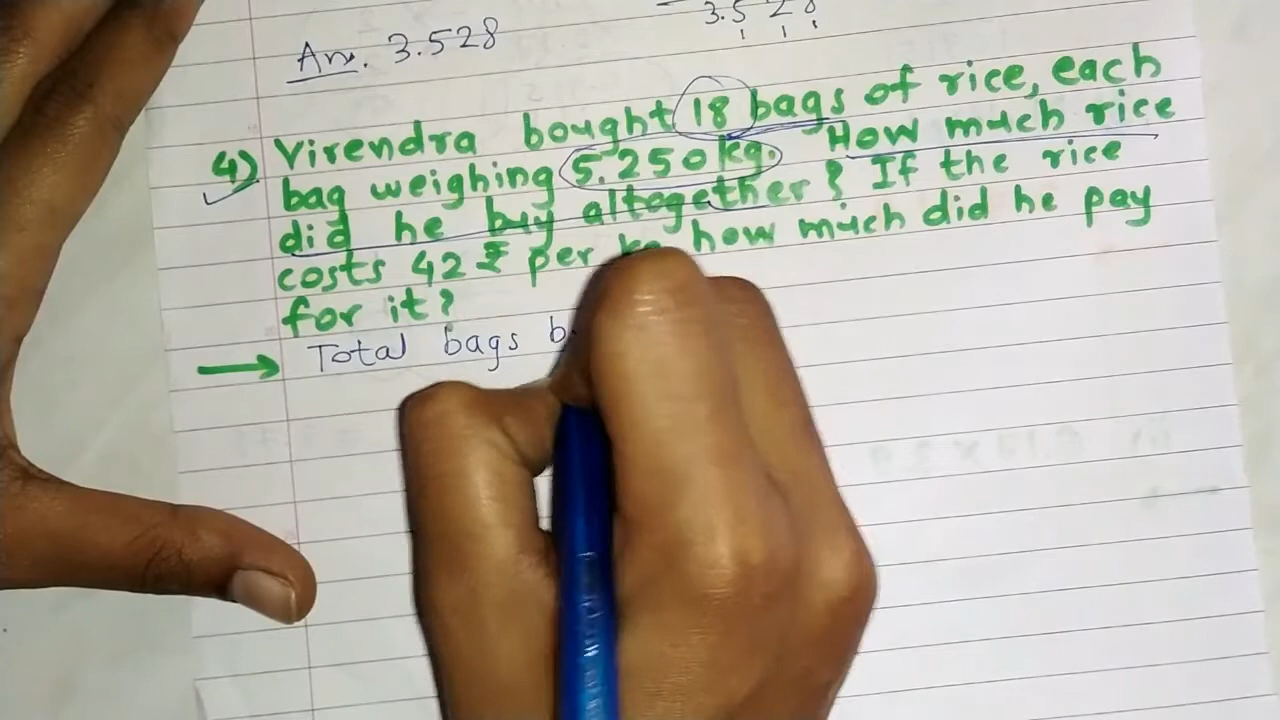 3.528
Ans. 3.528
4) Virendra bought 18 bags of rice, each
bag weighing 5.250 kg. How much rice
did he buy altogether? If the rice
costs 42 ₹ per how much did he pay
for it?
→ Total bags